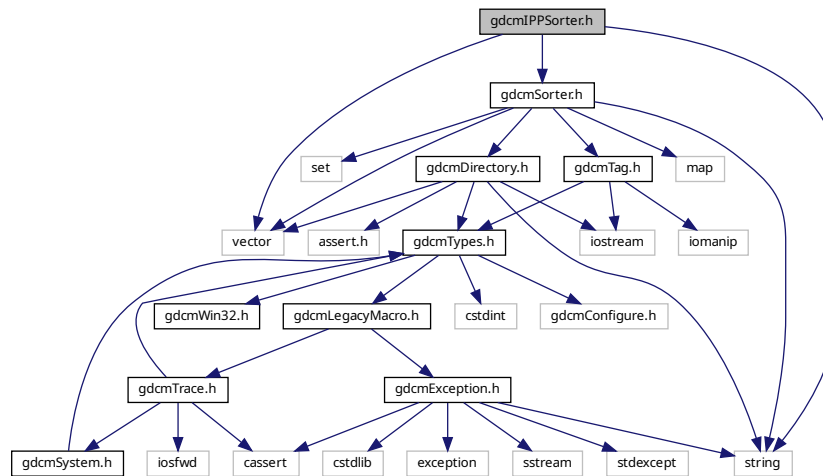 gdcmIPPSorter.h
gdcmSorter.h
set
gdcmDirectory.h
gdcmTag.h
map
vector
assert.h
gdcmTypes.h
iostream
iomanip
gdcmWin32.h
gdcmLegacyMacro.h
cstdint
gdcmConfigure.h
gdcmTrace.h
gdcmException.h
gdcmSystem.h
iosfwd
cassert
cstdlib
exception
sstream
stdexcept
string